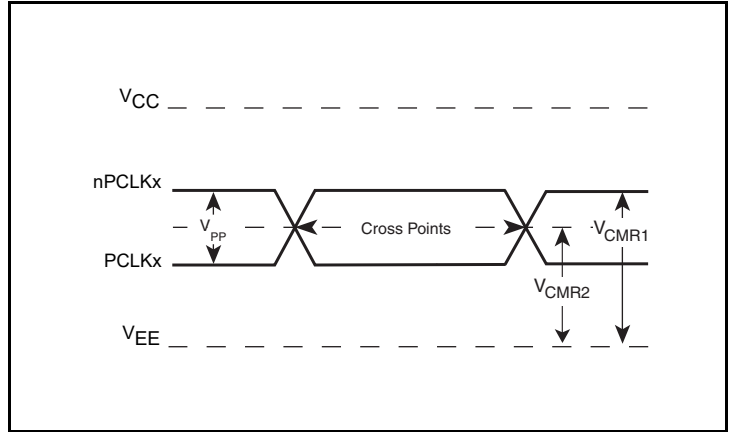 VCC
nPCLKx
VPP
Cross Points
VCMR1
PCLKx
VCMR2
VEE